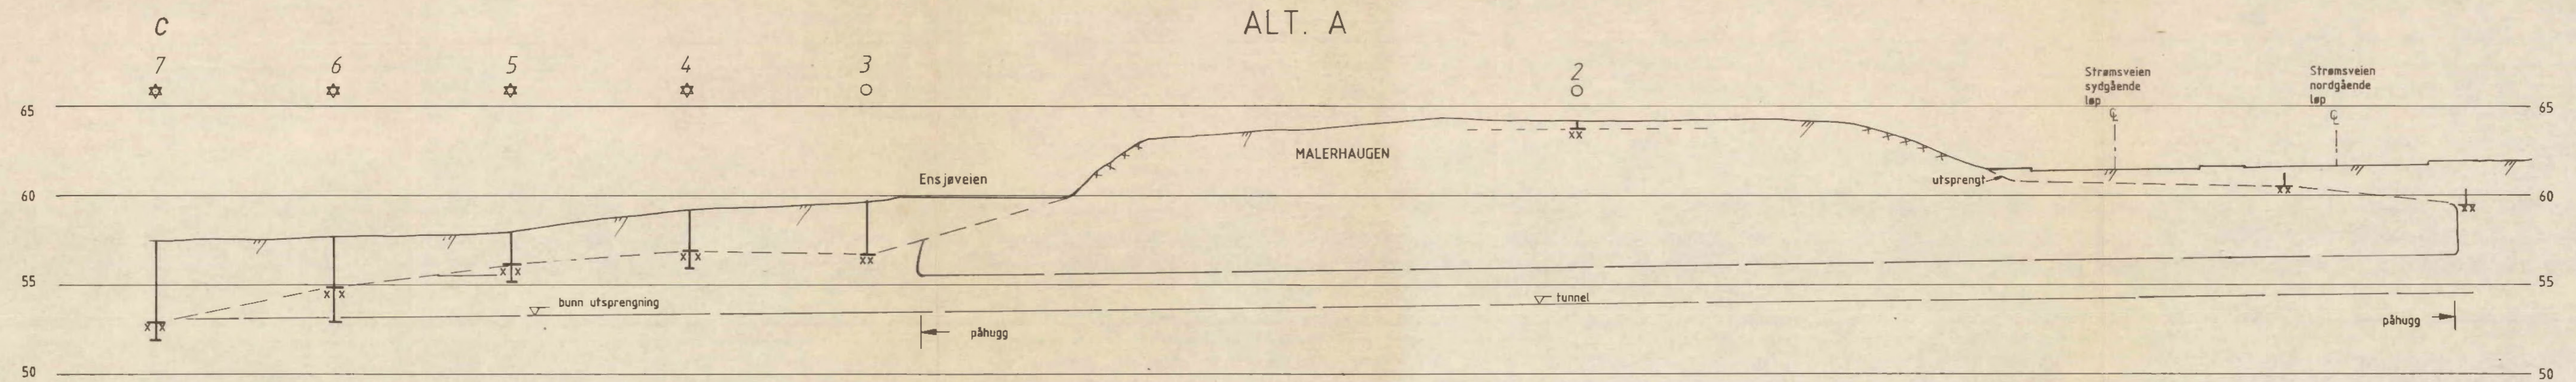 C
ALT. A
7
6
5
4
3
2
Strømsveien
sydgående
løp
Strømsveien
nordgående
løp
65
65
MALERHAUGEN
Ensjøveien
utsprengt
60
60
55
55
bunn utsprengning
tunnel
påhugg
påhugg
50
50